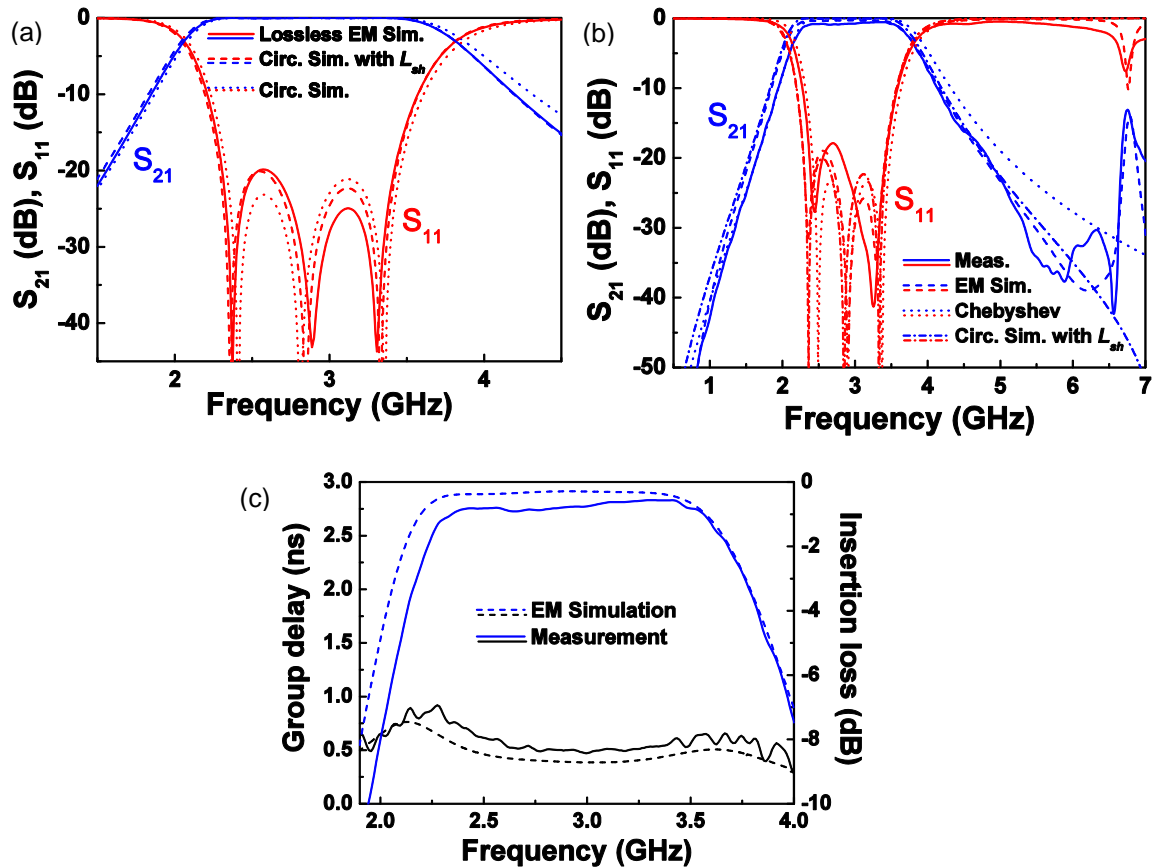 (a)
S21 (dB), S11 (dB)
0
-10
-20
-30
-40
Lossless EM Sim.
Circ. Sim. with Lsh
Circ. Sim.
S21
S11
2
3
4
Frequency (GHz)
(b)
S21 (dB), S11 (dB)
0
-10
-20
-30
-40
-50
S21
S11
Meas.
EM Sim.
Chebyshev
Circ. Sim. with Lsh
1
2
3
4
5
6
7
Frequency (GHz)
(c)
Group delay (ns)
3.0
2.5
2.0
1.5
1.0
0.5
0.0
EM Simulation
Measurement
0
-2
-4
-6
-8
-10
Insertion loss (dB)
2.0
2.5
3.0
3.5
4.0
Frequency (GHz)